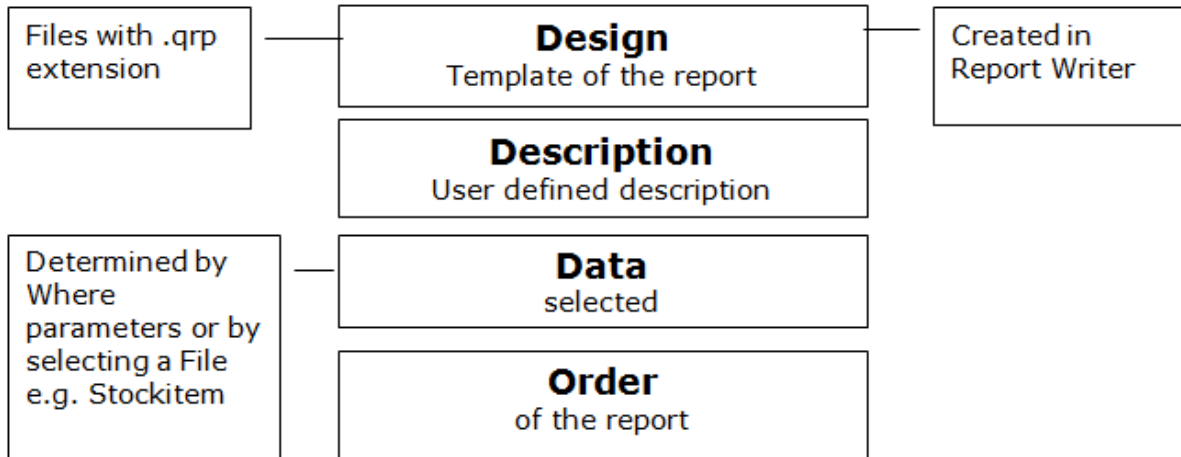 Files with .qrp
extension
Design
Template of the report
Created in
Report Writer
Description
User defined description
Determined by
Where
parameters or by
selecting a File
e.g. Stockitem
Data
selected
Order
of the report